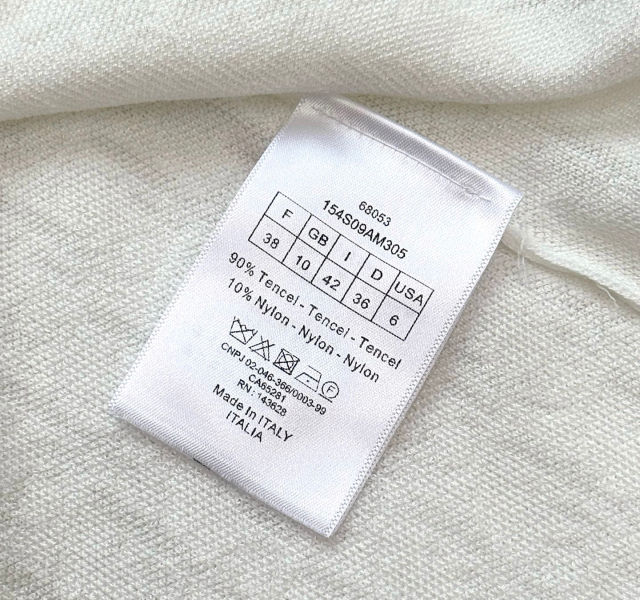 68053
154S09AM305
F GB I D USA
38 10 42 36 6
90% Tencel - Tencel - Tencel
10% Nylon - Nylon - Nylon
F
CNPJ 02-046-366/0003-99
CA65281
RN : 143628
Made In ITALY
ITALIA